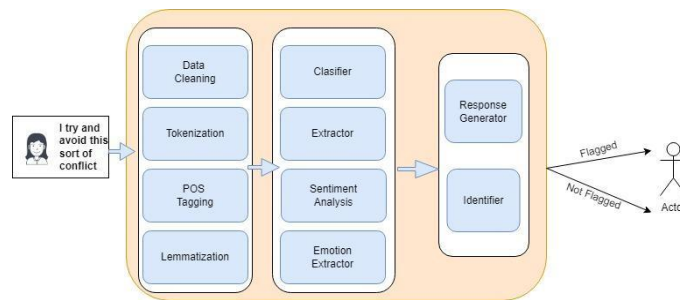 I try and
avoid this
sort of
conflict
Data
Cleaning
Tokenization
POS
Tagging
Lemmatization
Clasifier
Extractor
Sentiment
Analysis
Emotion
Extractor
Response
Generator
Identifier
Flagged
Not Flagged
Acto